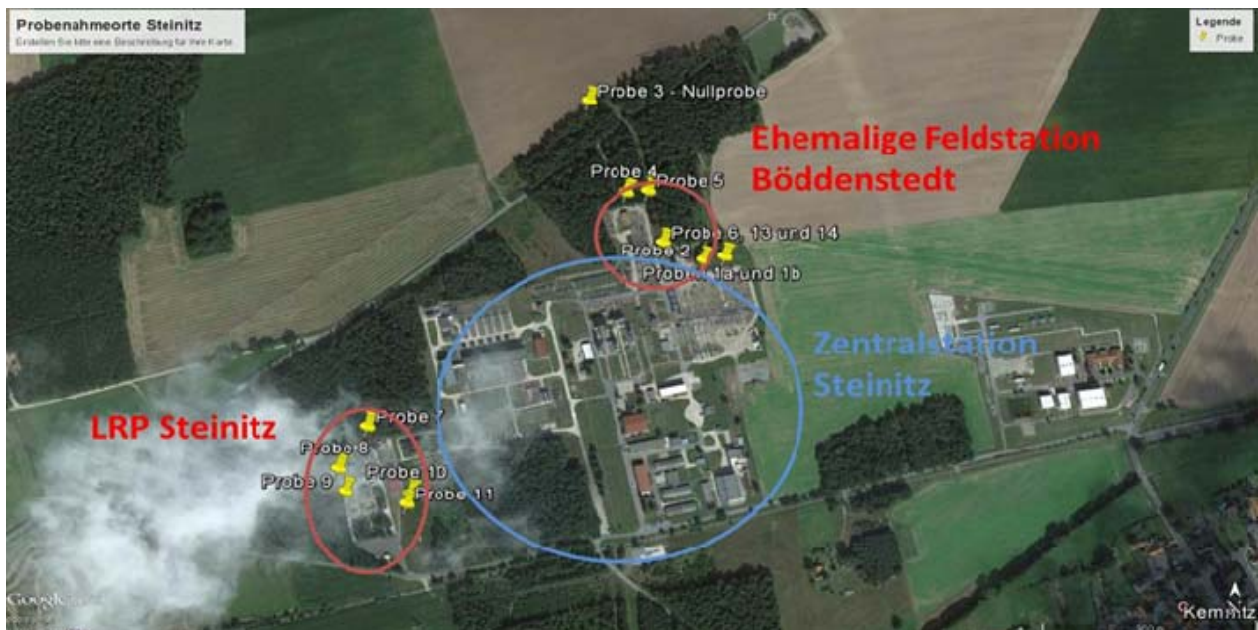 Probenahmeorte Steinitz
Erstellen Sie bitte eine Beschreibung für Ihre Karte.
Legende
Probe
Probe 3 - Nullprobe
Ehemalige Feldstation
Böddenstedt
Probe 4
Probe 5
Probe 6, 13 und 14
Probe 2
Probe 1a und 1b
Zentralstation
Steinitz
LRP Steinitz
Probe 7
Probe 8
Probe 9
Probe 10
Probe 11
Google
Kemnitz